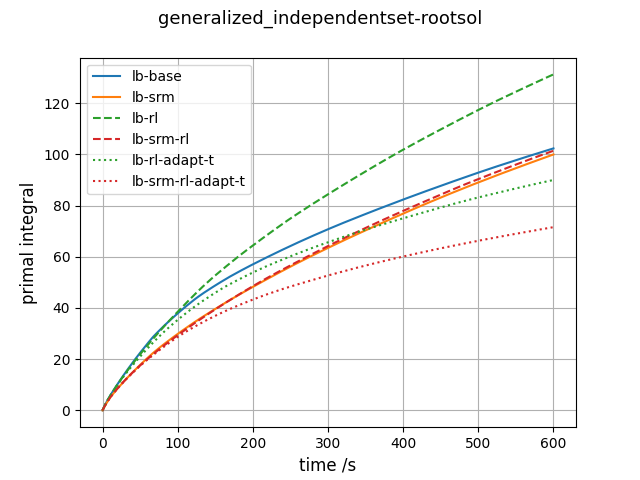 generalized_independentset-rootsol
lb-base
lb-srm
lb-rl
lb-srm-rl
lb-rl-adapt-t
lb-srm-rl-adapt-t
primal integral
120
100
80
60
40
20
0
0 100 200 300 400 500 600
time /s